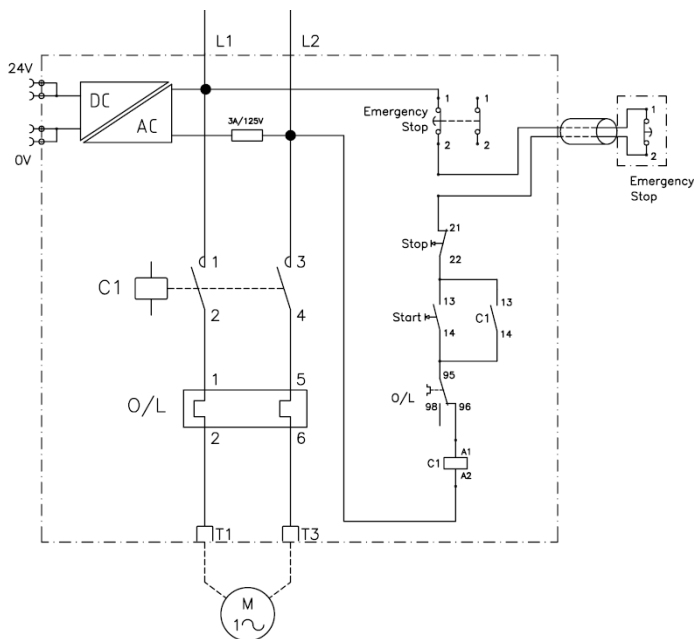 L1
L2
24V
DC
AC
0V
3A/125V
Emergency
Stop
1
2
1
2
1
2
Emergency
Stop
Stop
21
22
C1
1
2
3
4
Start
13
14
C1
13
14
O/L
1
2
5
6
O/L
95
98
96
C1
A1
A2
T1
T3
M
1